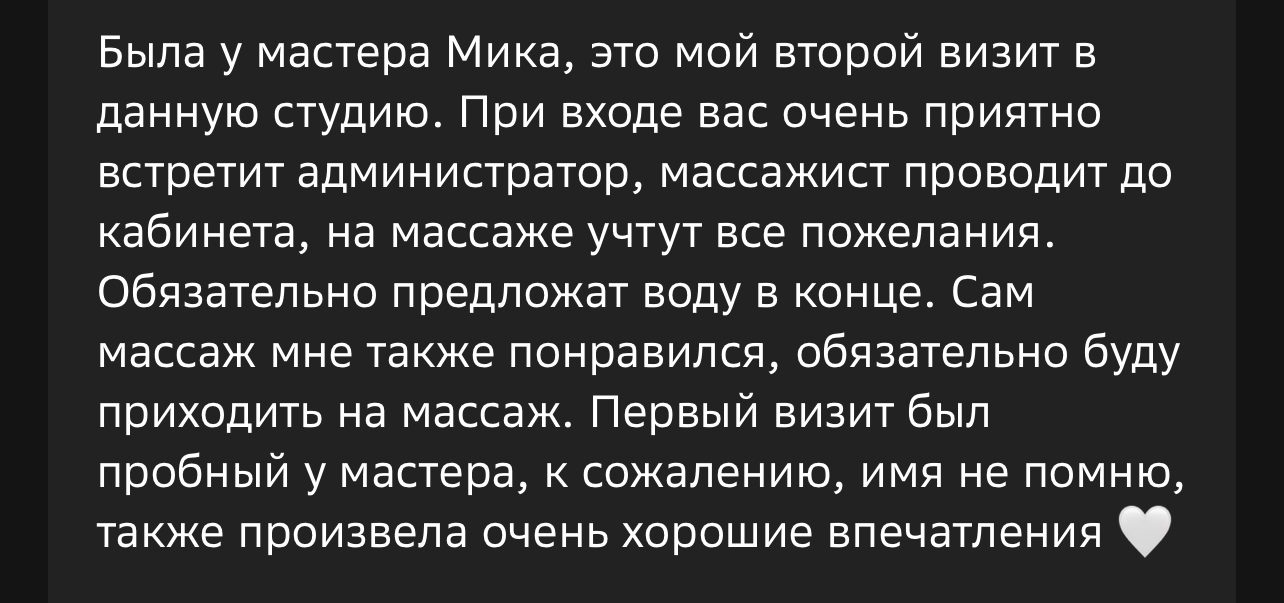 Была у мастера Мика, это мой второй визит в
данную студию. При входе вас очень приятно
встретит администратор, массажист проводит до
кабинета, на массаже учтут все пожелания.
Обязательно предложат воду в конце. Сам
массаж мне также понравился, обязательно буду
приходить на массаж. Первый визит был
пробный у мастера, к сожалению, имя не помню,
также произвела очень хорошие впечатления 🤍